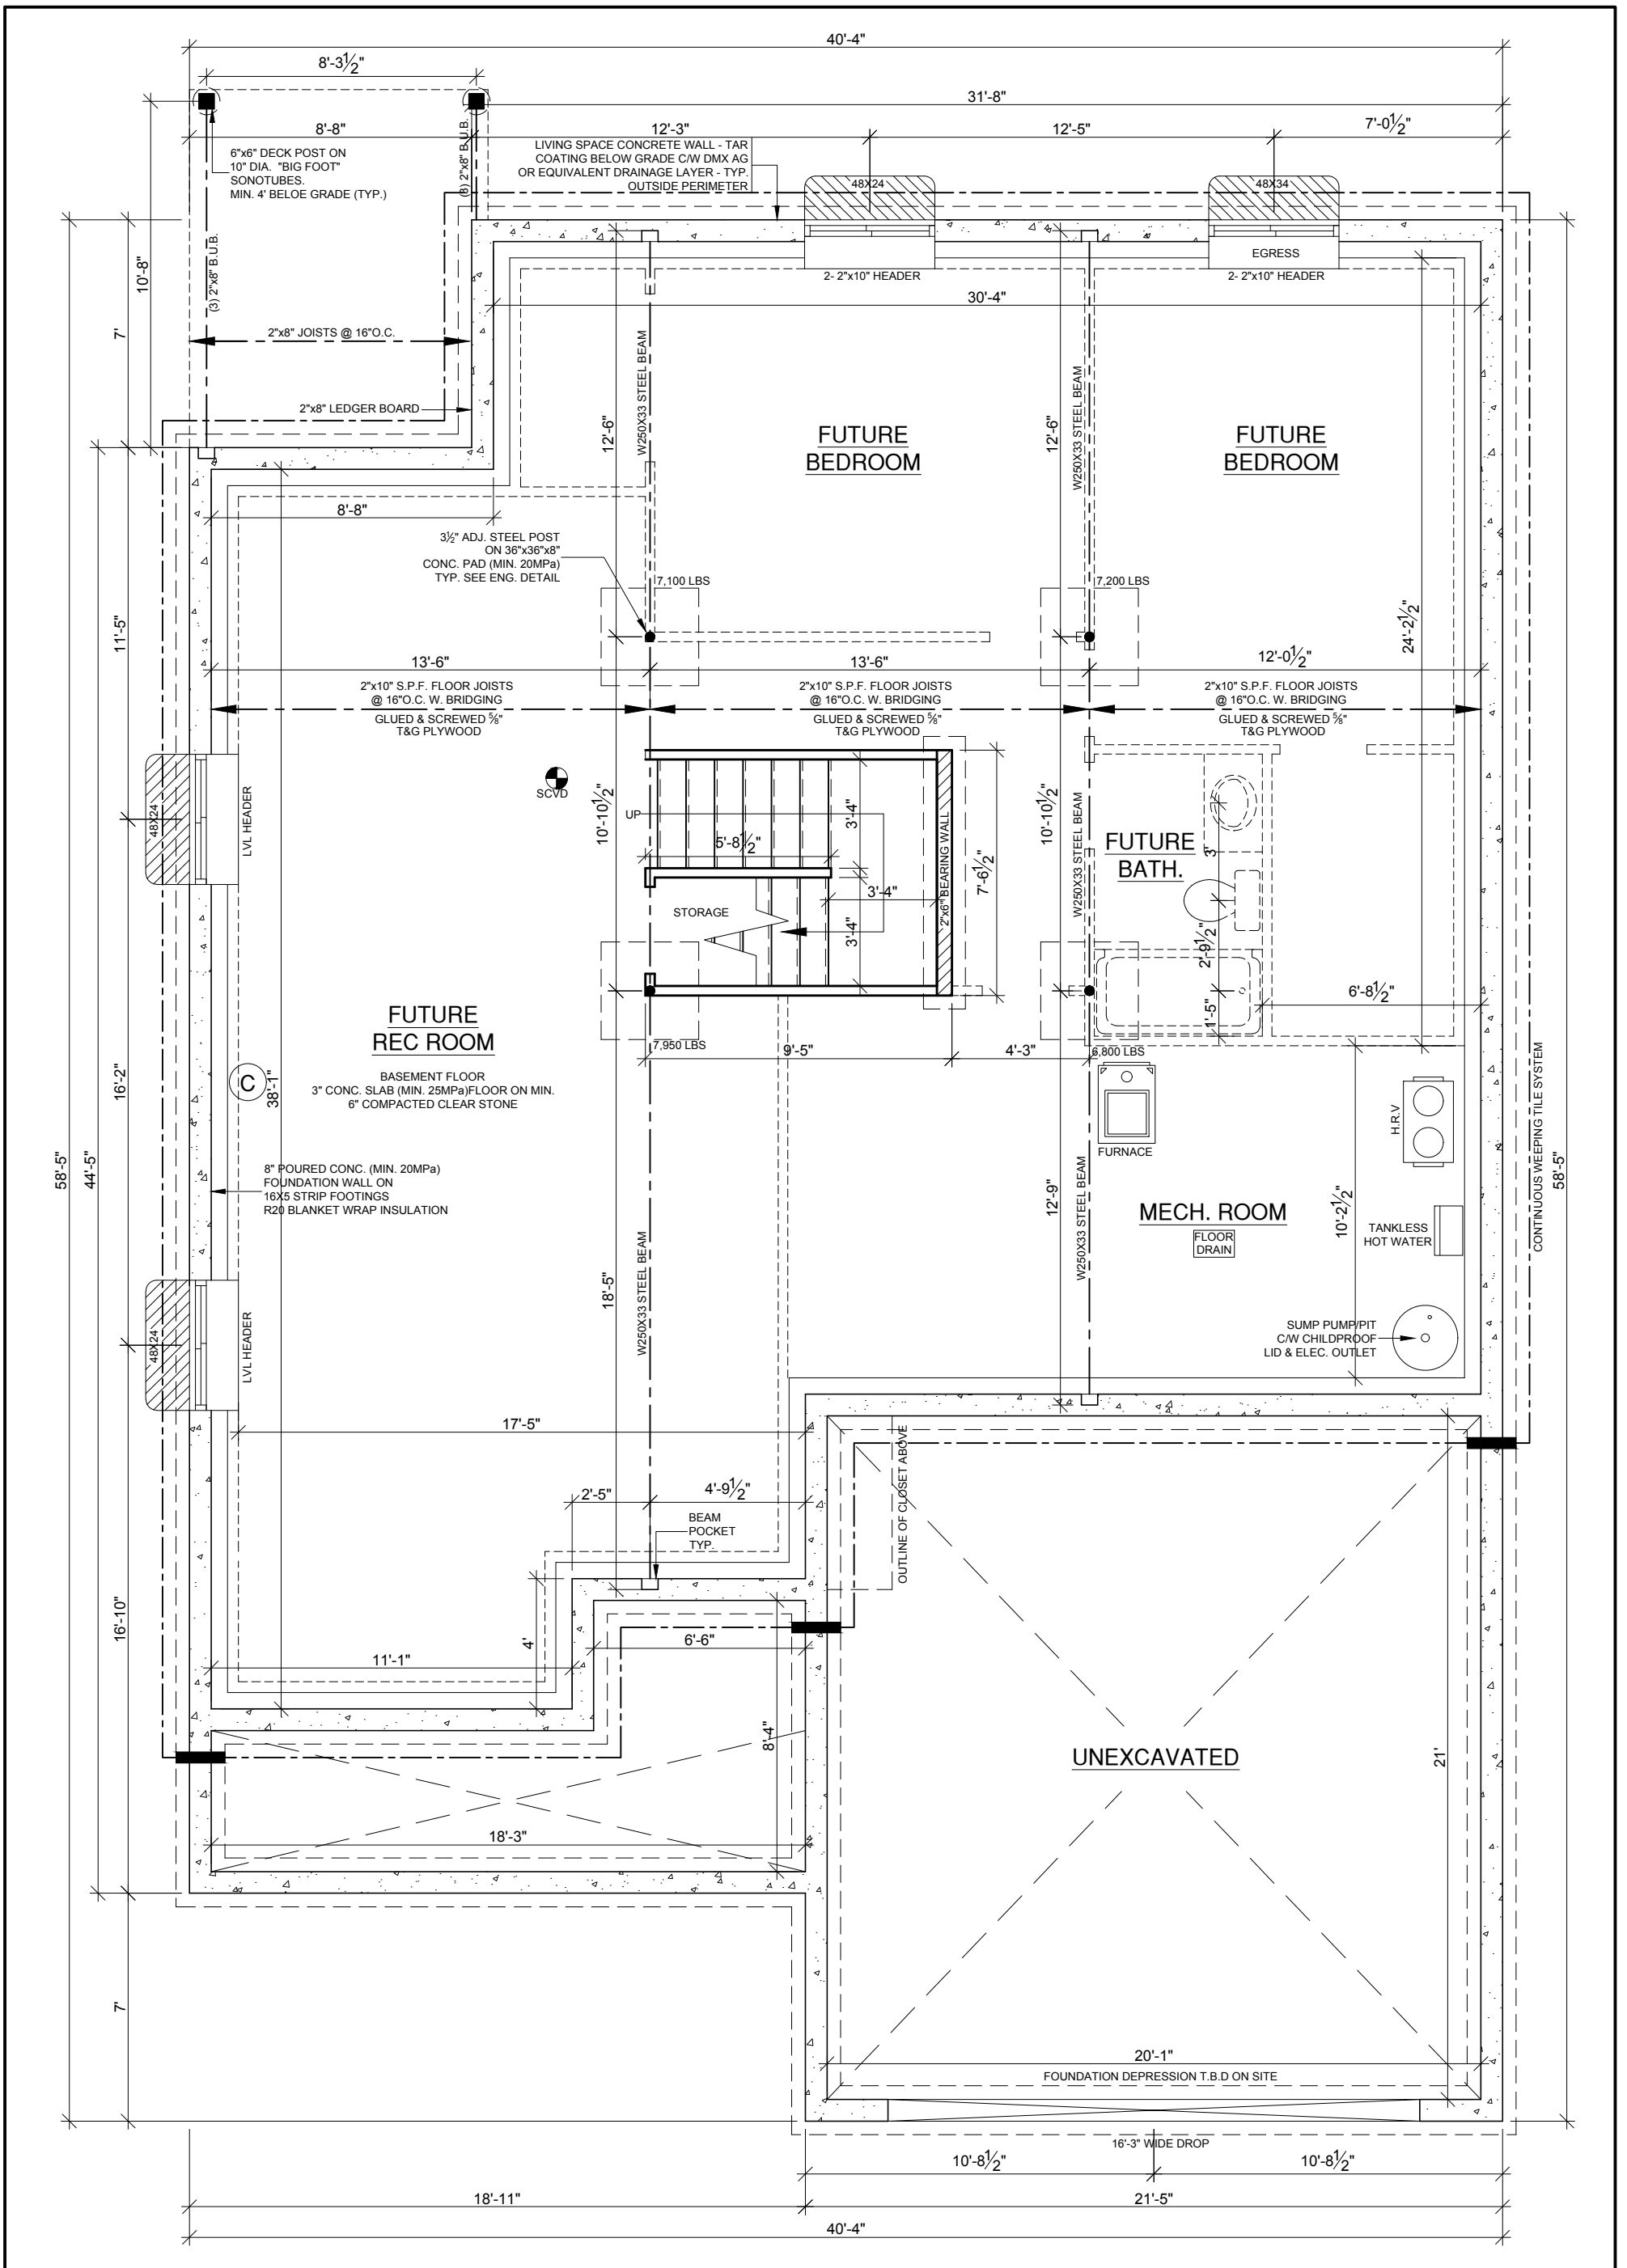 40'-4"
8'-3½"
31'-8"
8'-8"
12'-3"
12'-5"
7'-0½"
6"x6" DECK POST ON
10" DIA. "BIG FOOT"
SONOTUBES.
MIN. 4' BELOE GRADE (TYP.)
(3) 2"x8" B.U.B.
LIVING SPACE CONCRETE WALL - TAR
COATING BELOW GRADE C/W DMX AG
OR EQUIVALENT DRAINAGE LAYER - TYP.
OUTSIDE PERIMETER
48X24
48X34
10'-8"
7'
(3) 2"x8" B.U.B.
EGRESS
2- 2"x10" HEADER
2- 2"x10" HEADER
30'-4"
2"x8" JOISTS @ 16"O.C.
2"x8" LEDGER BOARD
12'-6"
W250X33 STEEL BEAM
12'-6"
W250X33 STEEL BEAM
FUTURE
BEDROOM
FUTURE
BEDROOM
8'-8"
3½" ADJ. STEEL POST
ON 36"x36"x8"
CONC. PAD (MIN. 20MPa)
TYP. SEE ENG. DETAIL
7,100 LBS
7,200 LBS
11'-5"
24'-2½"
13'-6"
13'-6"
12'-0½"
2"x10" S.P.F. FLOOR JOISTS
@ 16"O.C. W. BRIDGING
GLUED & SCREWED ⅝"
T&G PLYWOOD
2"x10" S.P.F. FLOOR JOISTS
@ 16"O.C. W. BRIDGING
GLUED & SCREWED ⅝"
T&G PLYWOOD
2"x10" S.P.F. FLOOR JOISTS
@ 16"O.C. W. BRIDGING
GLUED & SCREWED ⅝"
T&G PLYWOOD
48X24
LVL HEADER
SCVD
10'-10½"
UP
5'-8½"
3'-4"
3'-4"
3'-4"
STORAGE
2"x6" BEARING WALL
7'-6½"
10'-10½"
W250X33 STEEL BEAM
FUTURE
BATH.
3'
2'-9½"
1'-5"
6'-8½"
FUTURE
REC ROOM
7,950 LBS
9'-5"
4'-3"
6,800 LBS
C
38'-1"
BASEMENT FLOOR
3" CONC. SLAB (MIN. 25MPa)FLOOR ON MIN.
6" COMPACTED CLEAR STONE
16'-2"
58'-5"
44'-5"
8" POURED CONC. (MIN. 20MPa)
FOUNDATION WALL ON
16X5 STRIP FOOTINGS
R20 BLANKET WRAP INSULATION
FURNACE
H.R.V
CONTINUOUS WEEPING TILE SYSTEM
58'-5"
MECH. ROOM
FLOOR
DRAIN
10'-2½"
TANKLESS
HOT WATER
12'-9"
W250X33 STEEL BEAM
18'-5"
W250X33 STEEL BEAM
48X24
LVL HEADER
SUMP PUMP/PIT
C/W CHILDPROOF
LID & ELEC. OUTLET
17'-5"
OUTLINE OF CLOSET ABOVE
2'-5"
4'-9½"
BEAM
POCKET
TYP.
16'-10"
4'
11'-1"
6'-6"
8'-4"
UNEXCAVATED
21'
18'-3"
7'
20'-1"
FOUNDATION DEPRESSION T.B.D ON SITE
16'-3" WIDE DROP
10'-8½"
10'-8½"
18'-11"
21'-5"
40'-4"